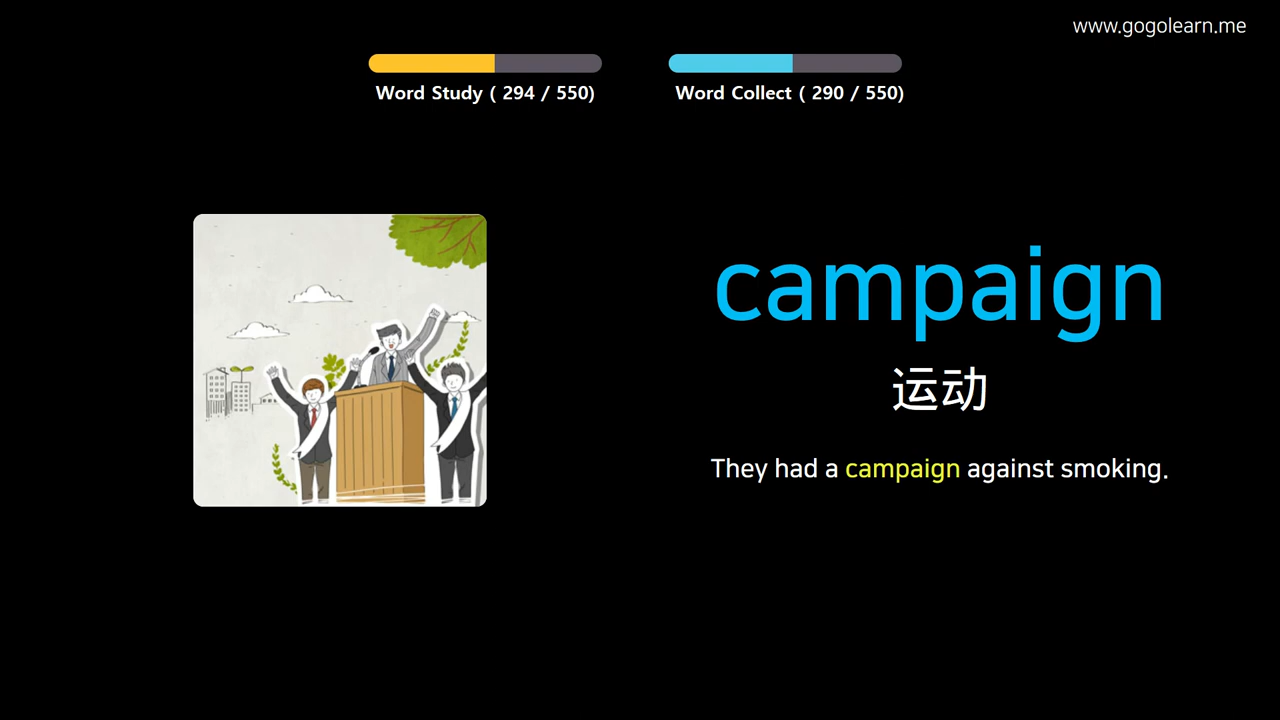 www.gogolearn.me
Word Study ( 294 / 550)
Word Collect ( 290 / 550)
campaign
运动
They had a campaign against smoking.